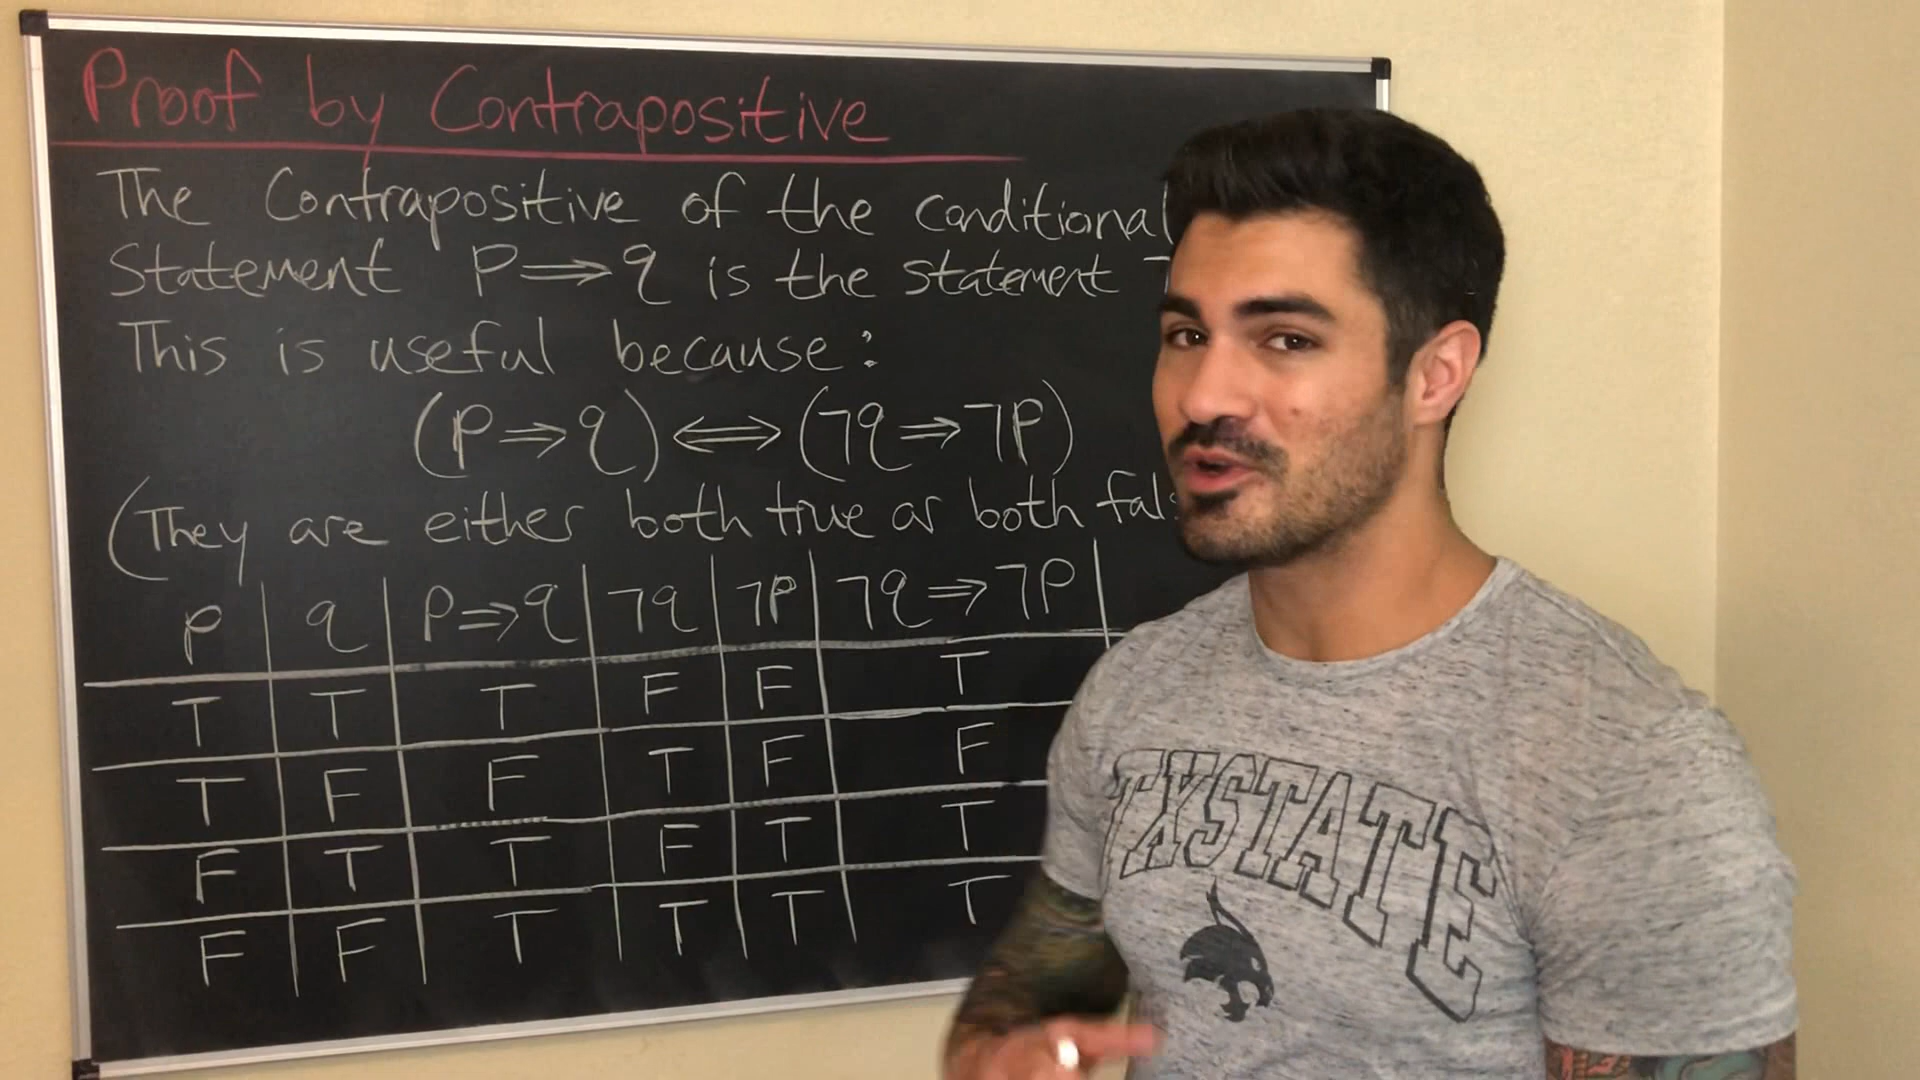 Proof by Contrapositive
The Contrapositive of the conditional
Statement P⟹q is the statement ¬
This is useful because:
(P⇒q)⟺(¬q⇒¬P)
(They are either both true or both fals
P q P⇒q ¬q ¬P ¬q⇒¬P
T T T F F T
T F F T F F
F T T F T T
F F T T T T
TXSTATE